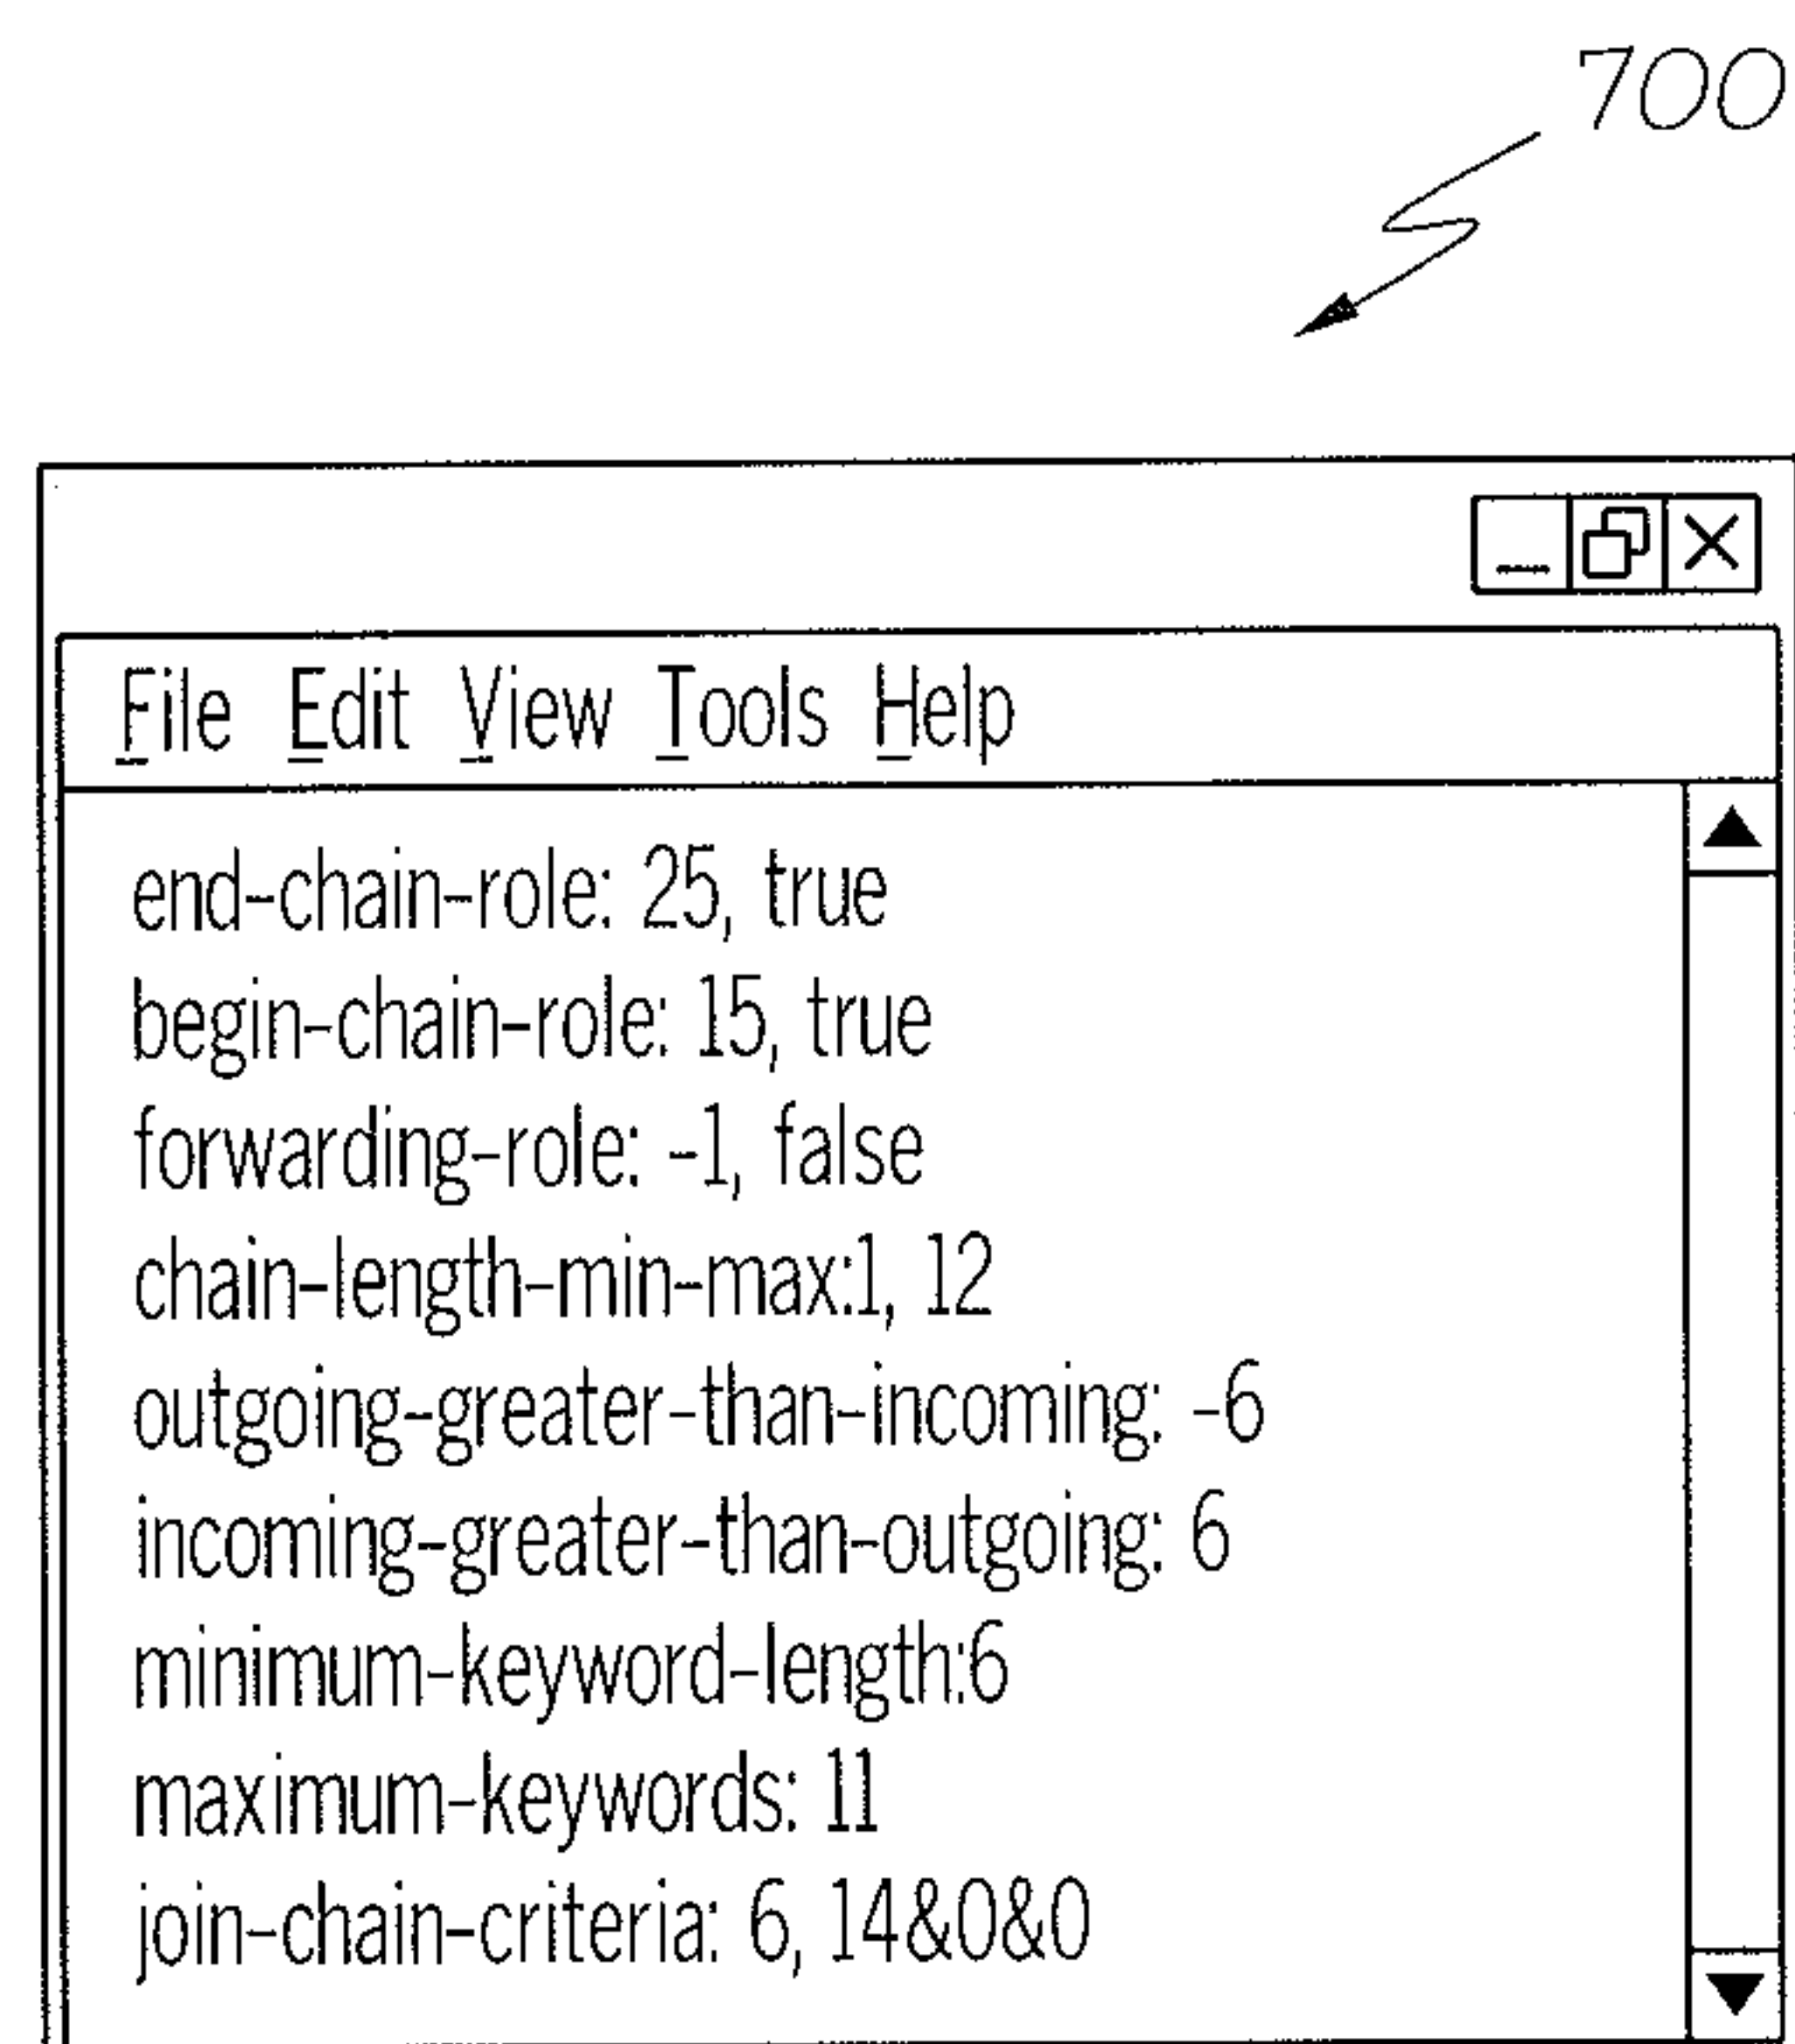 700
File Edit View Tools Help
end-chain-role: 25, true
begin-chain-role: 15, true
forwarding-role: -1, false
chain-length-min-max:1, 12
outgoing-greater-than-incoming: -6
incoming-greater-than-outgoing: 6
minimum-keyword-length:6
maximum-keywords: 11
join-chain-criteria: 6, 14&0&0